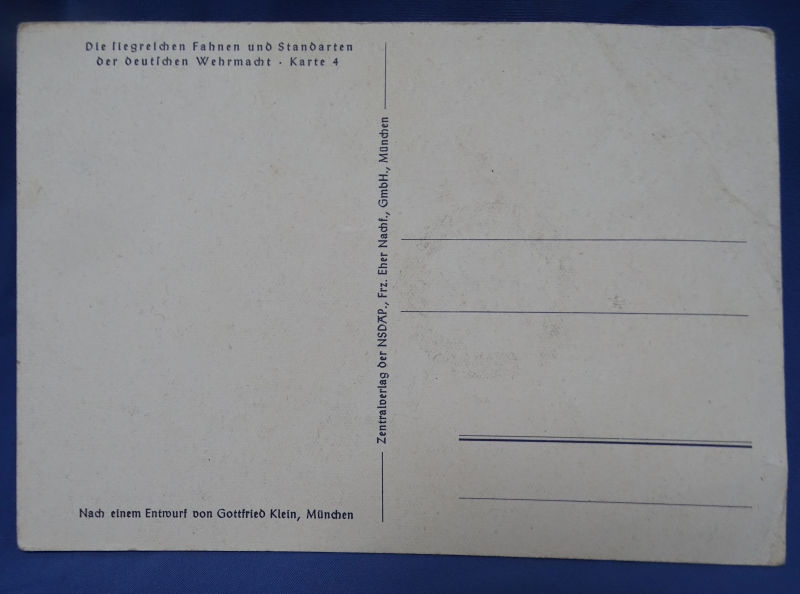 Die ſiegreichen Fahnen und Standarten
der deutſchen Wehrmacht · Karte 4
Zentralverlag der NSDAP., Frz. Eher Nachf., GmbH., München
Nach einem Entwurf von Gottfried Klein, München